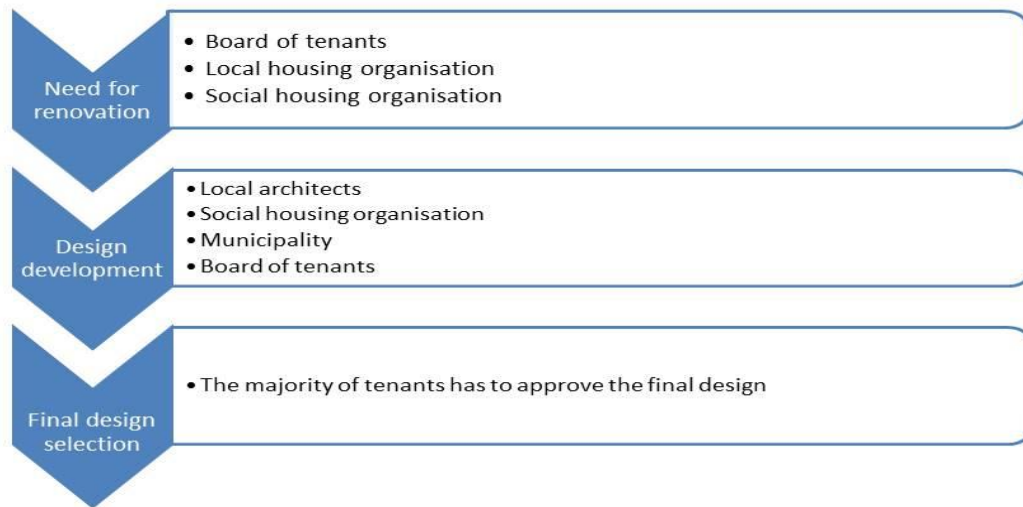 Need for
renovation
• Board of tenants
• Local housing organisation
• Social housing organisation
Design
development
• Local architects
• Social housing organisation
• Municipality
• Board of tenants
Final design
selection
• The majority of tenants has to approve the final design